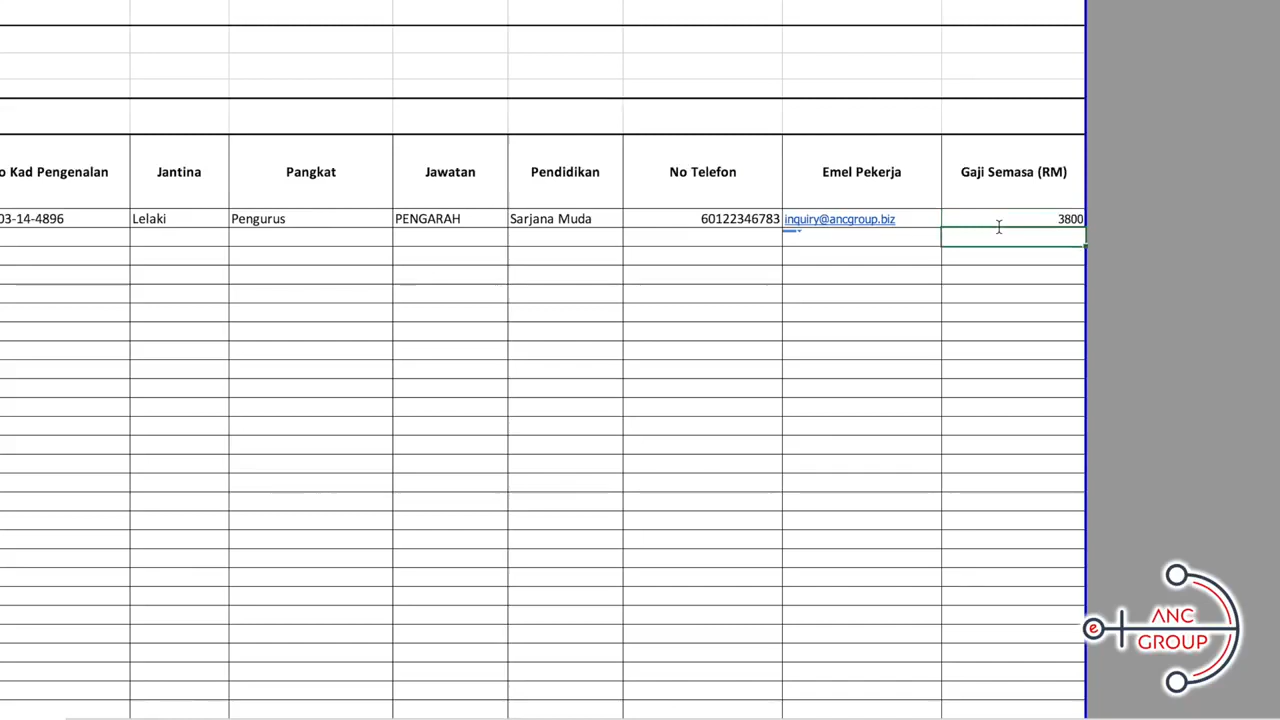 o Kad Pengenalan Jantina Pangkat Jawatan Pendidikan No Telefon Emel Pekerja Gaji Semasa (RM)
03-14-4896 Lelaki Pengurus PENGARAH Sarjana Muda 60122346783 inquiry@ancgroup.biz 3800
e ANC
GROUP